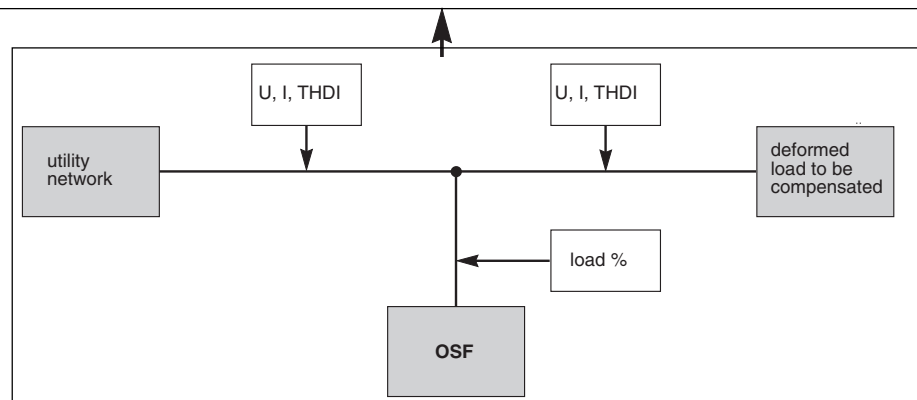 U, I, THDI
U, I, THDI
utility
network
deformed
load to be
compensated
load %
OSF